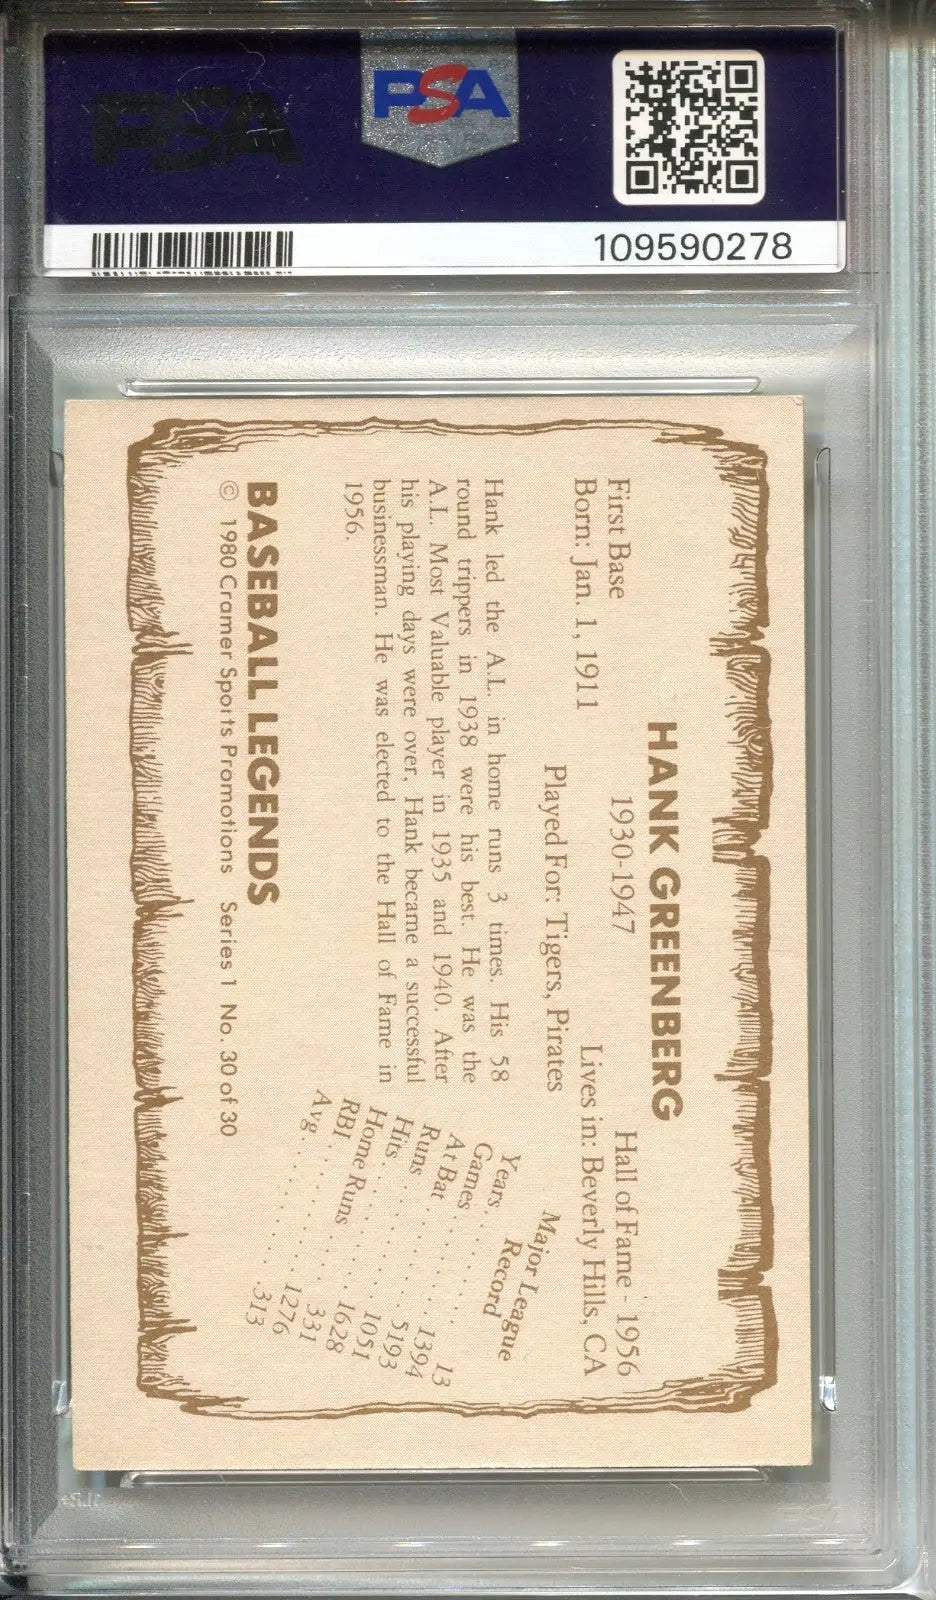 PSA
PSA
109590278
HANK GREENBERG
First Base
1930-1947
Hall of Fame - 1956
Born: Jan. 1, 1911
Lives in: Beverly Hills, CA
Played For: Tigers, Pirates
Hank led the A.L. in home runs 3 times. His 58
round trippers in 1938 were his best. He was the
A.L. Most Valuable player in 1935 and 1940. After
his playing days were over, Hank became a successful
businessman. He was elected to the Hall of Fame in
1956.
Major League
Record
Years. . . . . . . . . . 13
Games. . . . . . . . 1394
At Bat. . . . . . . . 5193
Runs . . . . . . . . 1051
Hits. . . . . . . . . 1628
Home Runs . . . . 331
RBI . . . . . . . . . 1276
Avg. . . . . . . . . .313
BASEBALL LEGENDS
© 1980 Cramer Sports Promotions Series 1 No. 30 of 30